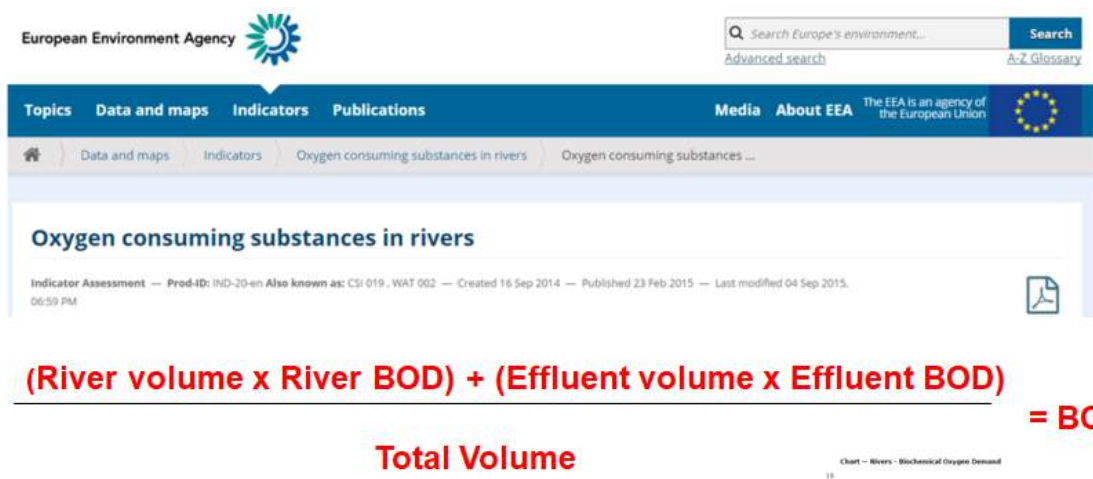 European Environment Agency
Search Europe's environment...
Search
Advanced search
A-Z Glossary
Topics Data and maps Indicators Publications
Media About EEA
The EEA is an agency of
the European Union
Data and maps Indicators Oxygen consuming substances in rivers Oxygen consuming substances ...
Oxygen consuming substances in rivers
Indicator Assessment — Prod-ID: IND-20-en Also known as: CSI 019 , WAT 002 — Created 16 Sep 2014 — Published 23 Feb 2015 — Last modified 04 Sep 2015,
06:59 PM
(River volume x River BOD) + (Effluent volume x Effluent BOD)
= BO
Total Volume
Chart — Rivers - Biochemical Oxygen Demand